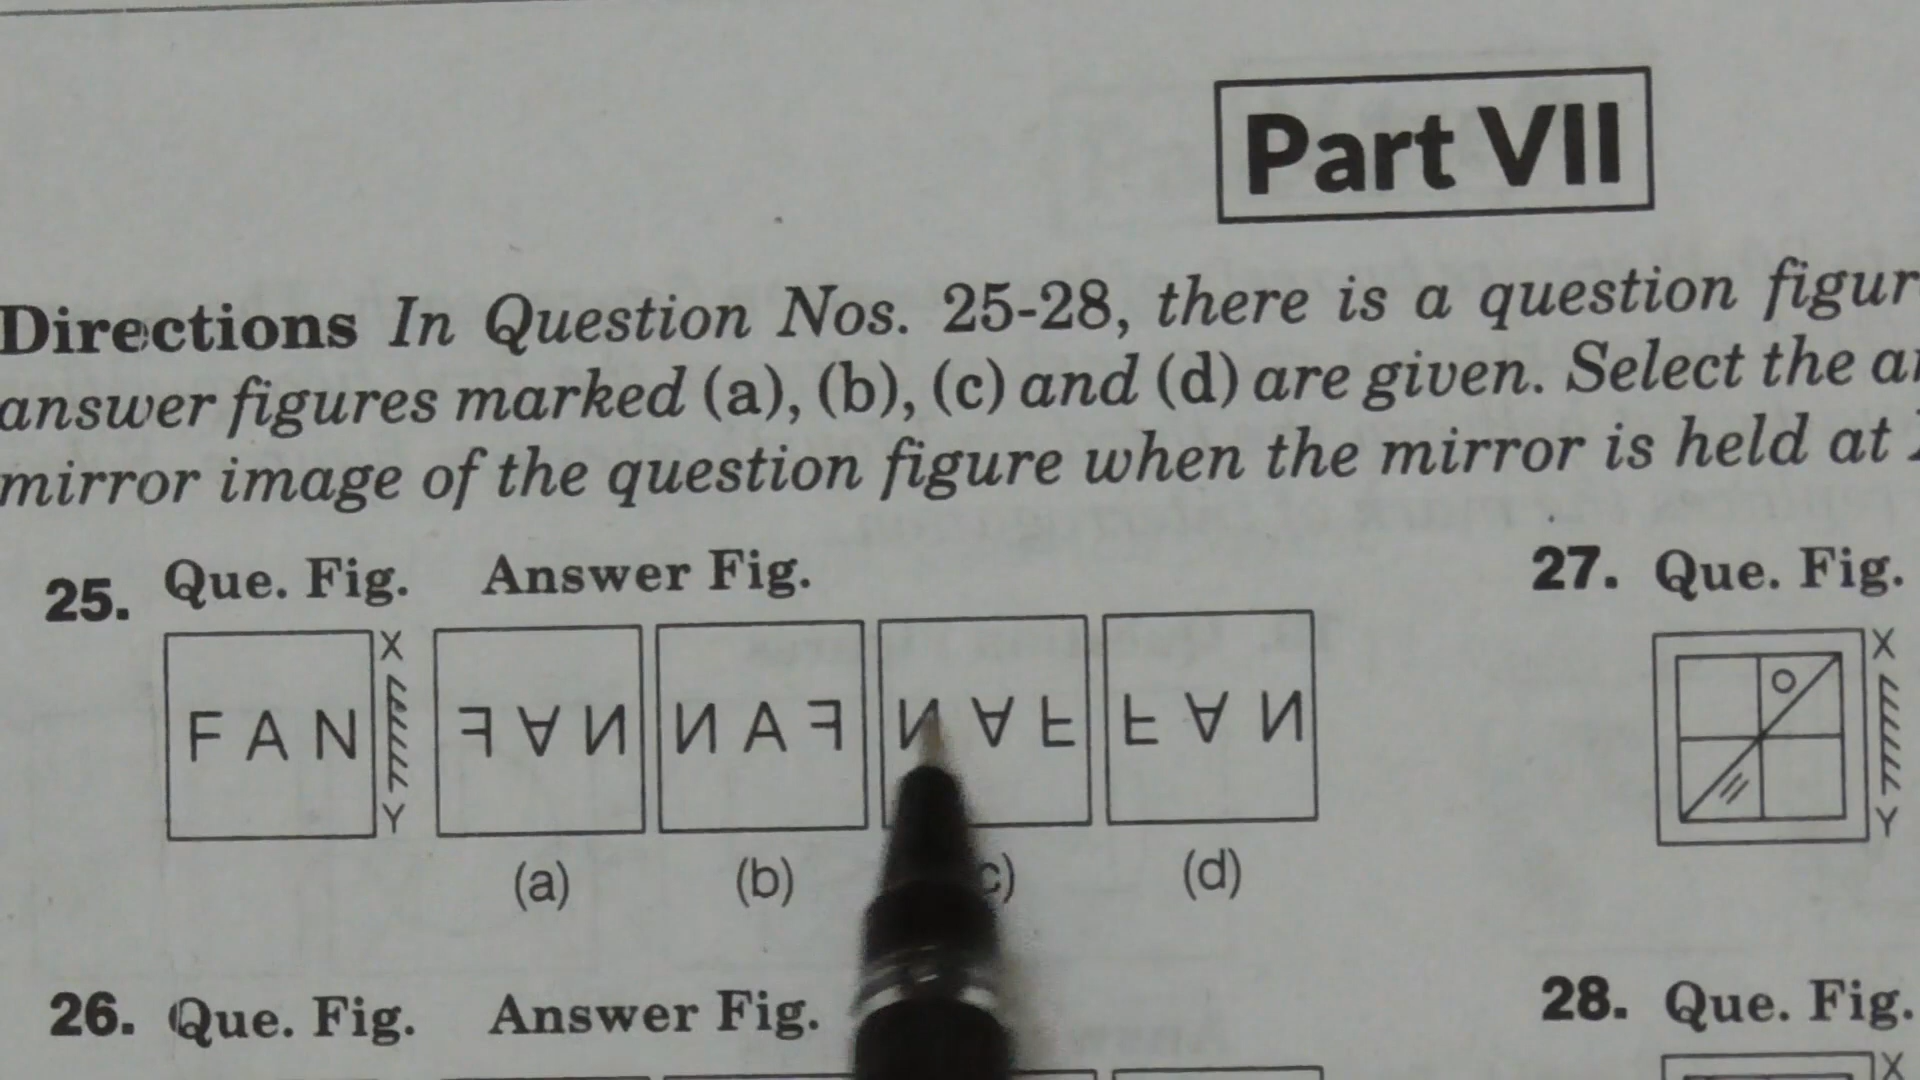 Part VII
Directions In Question Nos. 25-28, there is a question figur
answer figures marked (a), (b), (c) and (d) are given. Select the a
mirror image of the question figure when the mirror is held at
25. Que. Fig. Answer Fig.
X
F A N
Y
(a) (b) c) (d)
26. Que. Fig. Answer Fig.
27. Que. Fig.
X
Y
28. Que. Fig.
X